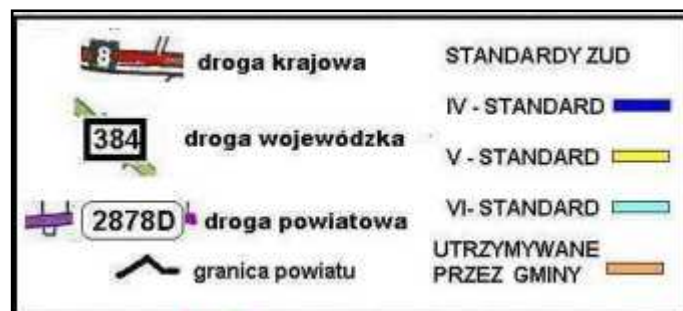 8
droga krajowa
384
droga wojewódzka
2878D
droga powiatowa
granica powiatu
STANDARDY ZUD
IV - STANDARD
V - STANDARD
VI- STANDARD
UTRZYMYWANE
PRZEZ GMINY